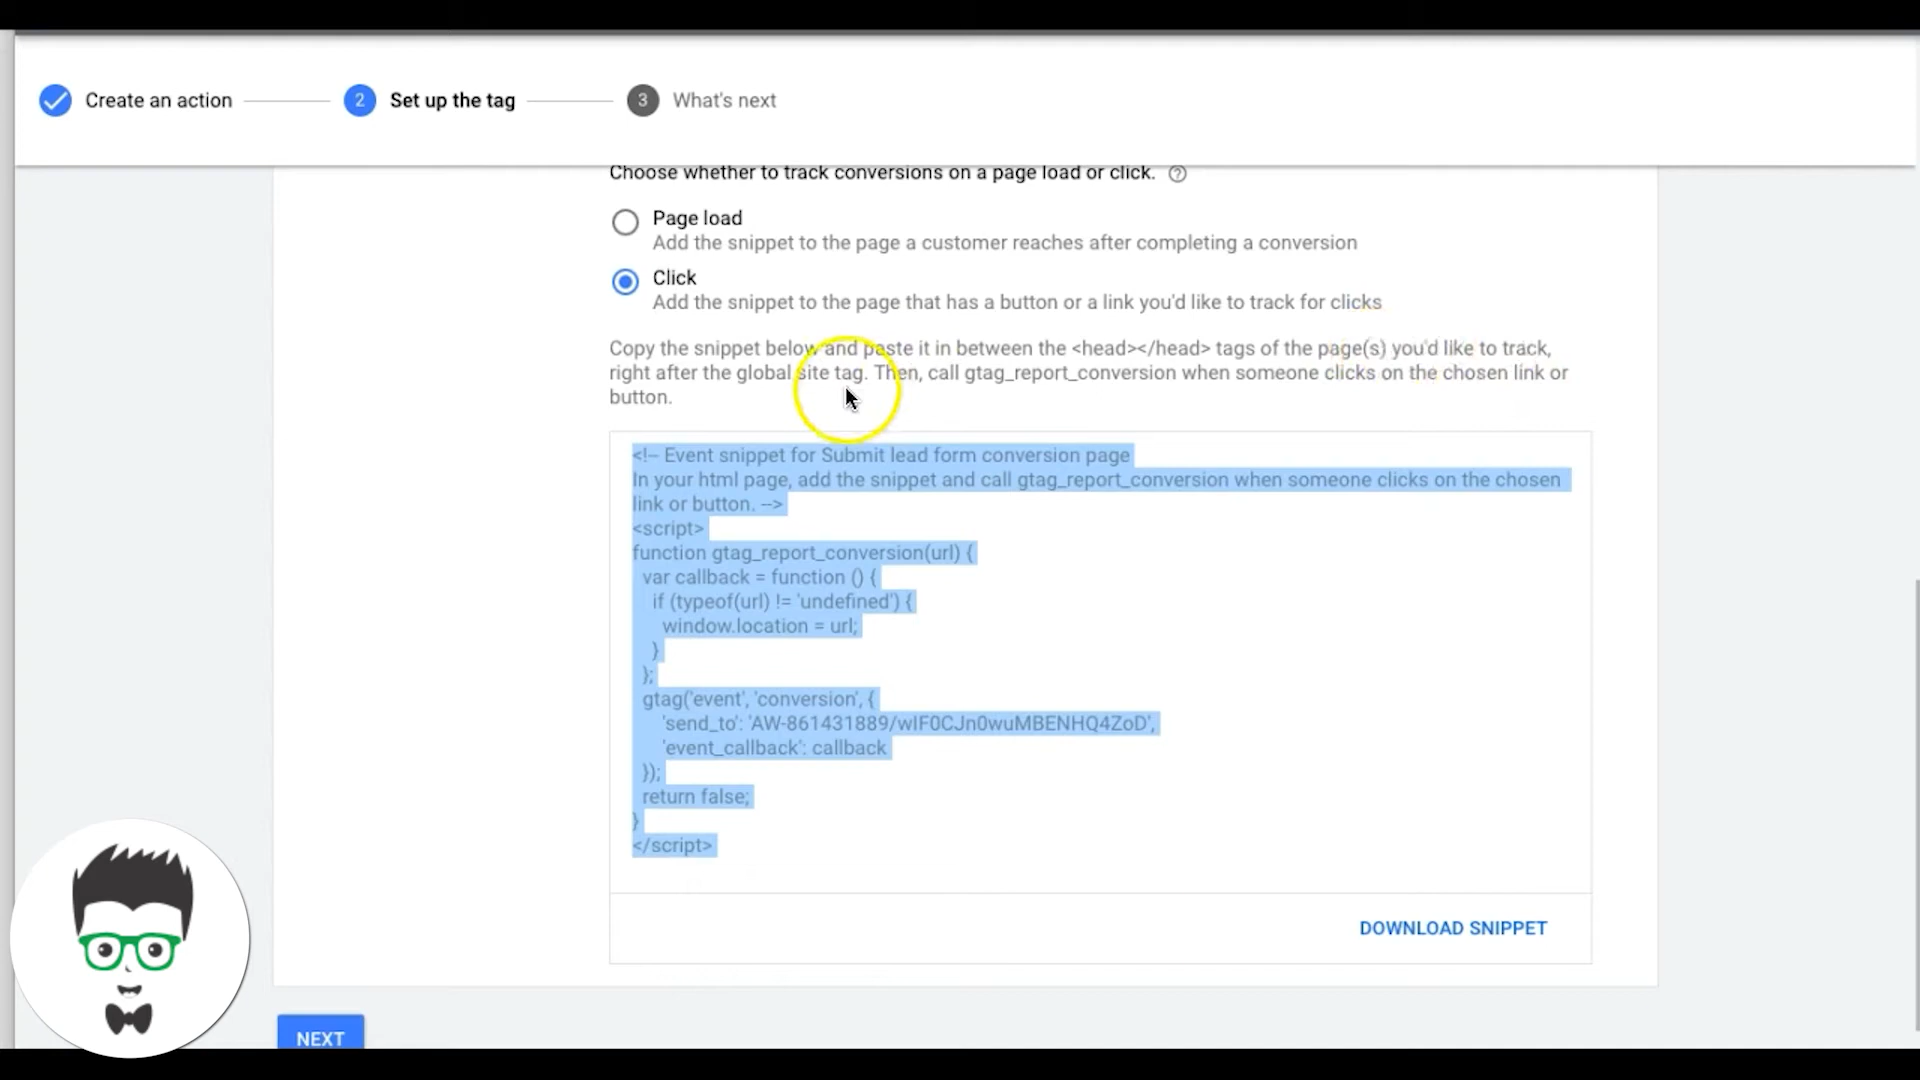 Create an action
2 Set up the tag
3 What's next
Choose whether to track conversions on a page load or click. ?
Page load
Add the snippet to the page a customer reaches after completing a conversion
Click
Add the snippet to the page that has a button or a link you'd like to track for clicks
Copy the snippet below and paste it in between the <head></head> tags of the page(s) you'd like to track,
right after the global site tag. Then, call gtag_report_conversion when someone clicks on the chosen link or
button.
<!-- Event snippet for Submit lead form conversion page
In your html page, add the snippet and call gtag_report_conversion when someone clicks on the chosen
link or button. -->
<script>
function gtag_report_conversion(url) {
var callback = function () {
if (typeof(url) != 'undefined') {
window.location = url;
}
};
gtag('event', 'conversion', {
'send_to': 'AW-861431889/wIF0CJn0wuMBENHQ4ZoD',
'event_callback': callback
});
return false;
}
</script>
DOWNLOAD SNIPPET
NEXT